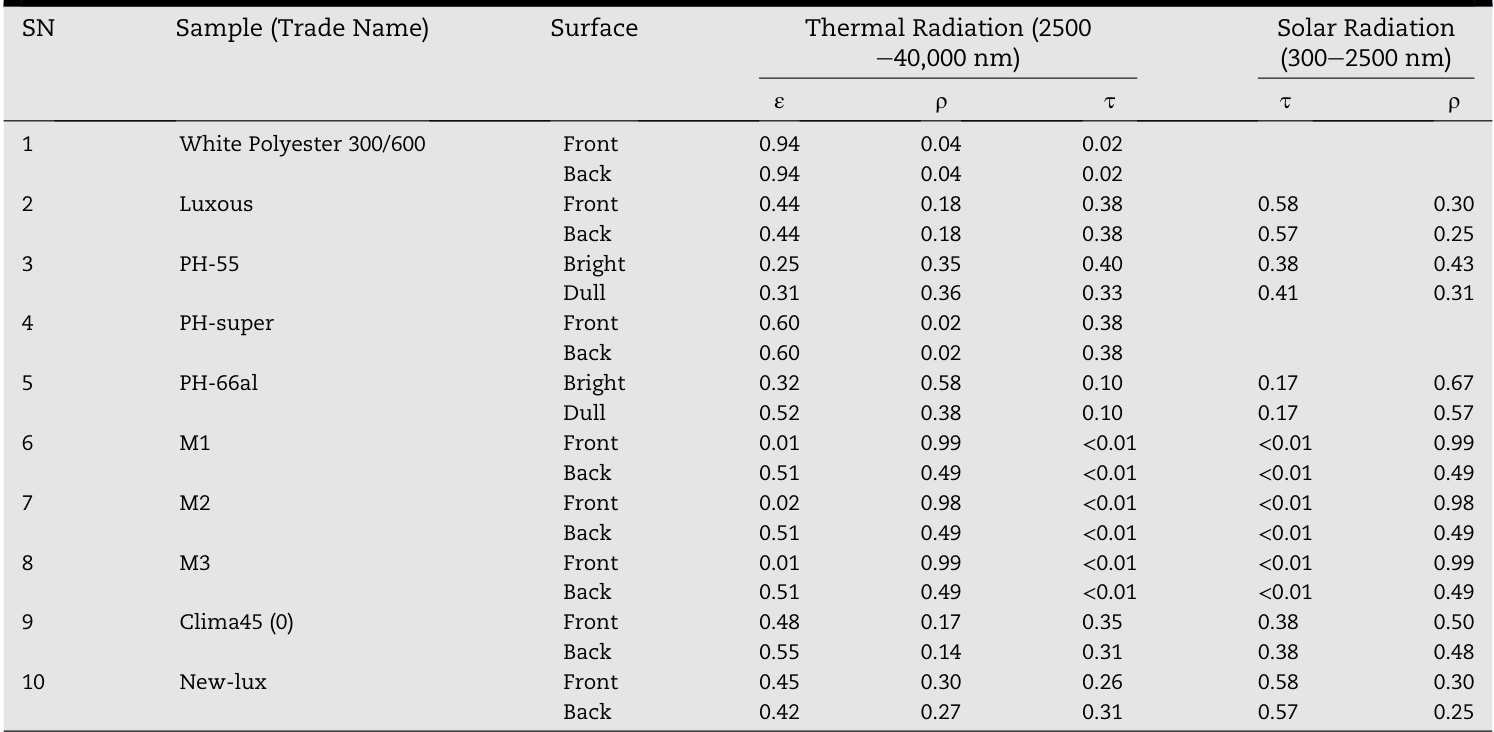 SN Sample (Trade Name) Surface Thermal Radiation (2500 Solar Radiation
−40,000 nm) (300−2500 nm)
ε ρ τ τ ρ
1 White Polyester 300/600 Front 0.94 0.04 0.02
Back 0.94 0.04 0.02
2 Luxous Front 0.44 0.18 0.38 0.58 0.30
Back 0.44 0.18 0.38 0.57 0.25
3 PH-55 Bright 0.25 0.35 0.40 0.38 0.43
Dull 0.31 0.36 0.33 0.41 0.31
4 PH-super Front 0.60 0.02 0.38
Back 0.60 0.02 0.38
5 PH-66al Bright 0.32 0.58 0.10 0.17 0.67
Dull 0.52 0.38 0.10 0.17 0.57
6 M1 Front 0.01 0.99 <0.01 <0.01 0.99
Back 0.51 0.49 <0.01 <0.01 0.49
7 M2 Front 0.02 0.98 <0.01 <0.01 0.98
Back 0.51 0.49 <0.01 <0.01 0.49
8 M3 Front 0.01 0.99 <0.01 <0.01 0.99
Back 0.51 0.49 <0.01 <0.01 0.49
9 Clima45 (0) Front 0.48 0.17 0.35 0.38 0.50
Back 0.55 0.14 0.31 0.38 0.48
10 New-lux Front 0.45 0.30 0.26 0.58 0.30
Back 0.42 0.27 0.31 0.57 0.25